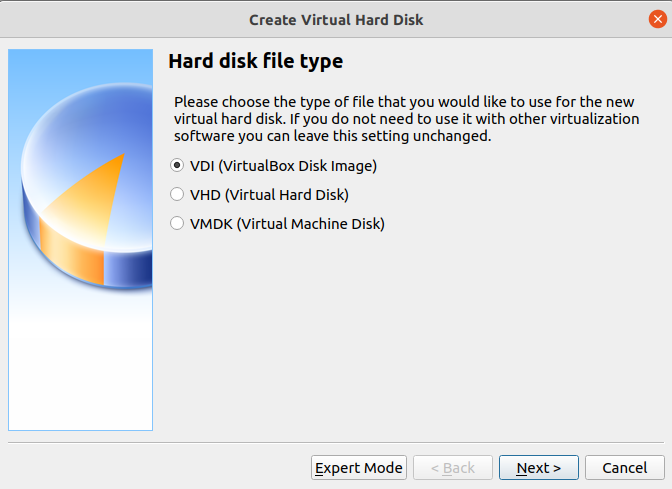 Create Virtual Hard Disk
Hard disk file type
Please choose the type of file that you would like to use for the new
virtual hard disk. If you do not need to use it with other virtualization
software you can leave this setting unchanged.
VDI (VirtualBox Disk Image)
VHD (Virtual Hard Disk)
VMDK (Virtual Machine Disk)
Expert Mode
< Back
Next >
Cancel